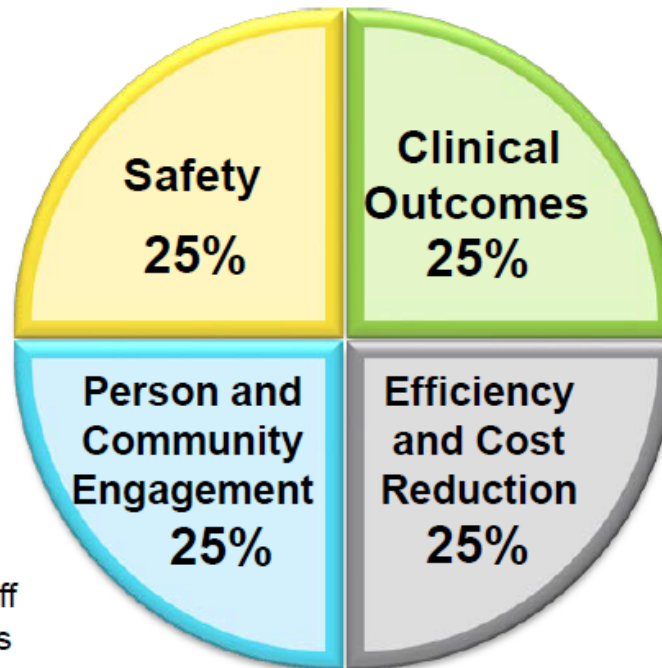 Safety
25%
Clinical
Outcomes
25%
Person and
Community
Engagement
25%
Efficiency
and Cost
Reduction
25%